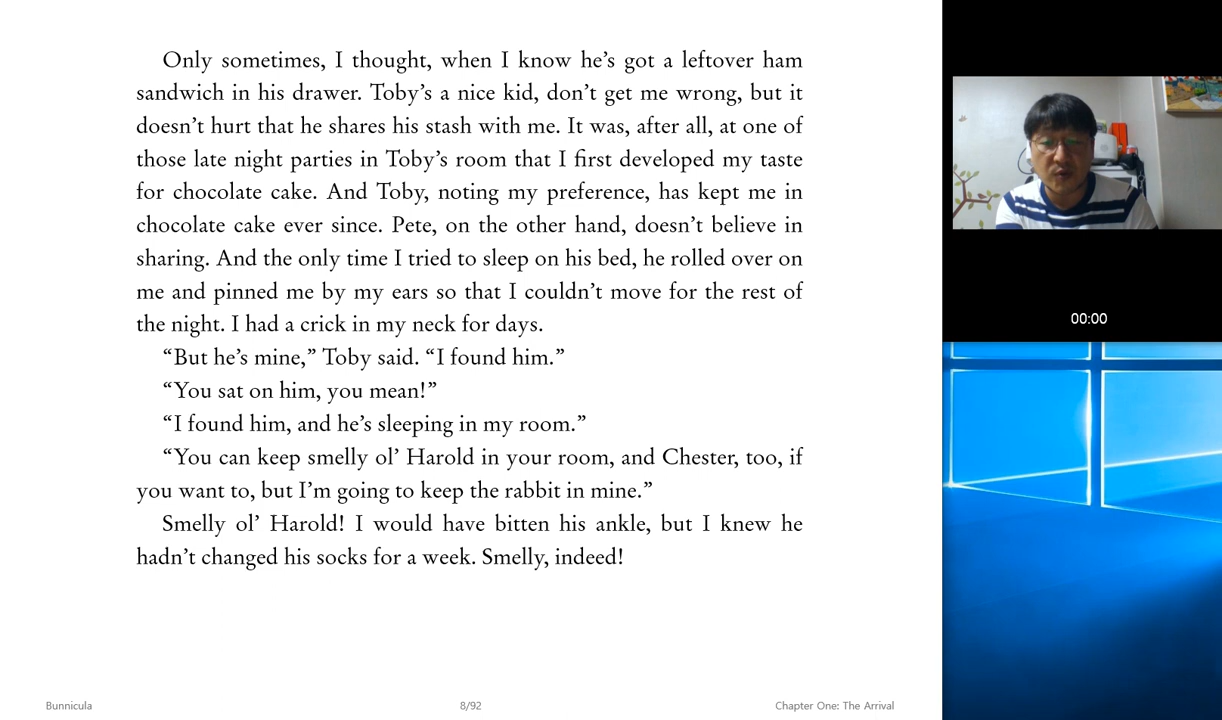 Only sometimes, I thought, when I know he’s got a leftover ham
sandwich in his drawer. Toby’s a nice kid, don’t get me wrong, but it
doesn’t hurt that he shares his stash with me. It was, after all, at one of
those late night parties in Toby’s room that I first developed my taste
for chocolate cake. And Toby, noting my preference, has kept me in
chocolate cake ever since. Pete, on the other hand, doesn’t believe in
sharing. And the only time I tried to sleep on his bed, he rolled over on
me and pinned me by my ears so that I couldn’t move for the rest of
the night. I had a crick in my neck for days.
“But he’s mine,” Toby said. “I found him.”
“You sat on him, you mean!”
“I found him, and he’s sleeping in my room.”
“You can keep smelly ol’ Harold in your room, and Chester, too, if
you want to, but I’m going to keep the rabbit in mine.”
Smelly ol’ Harold! I would have bitten his ankle, but I knew he
hadn’t changed his socks for a week. Smelly, indeed!
00:00
Bunnicula
8/92
Chapter One: The Arrival